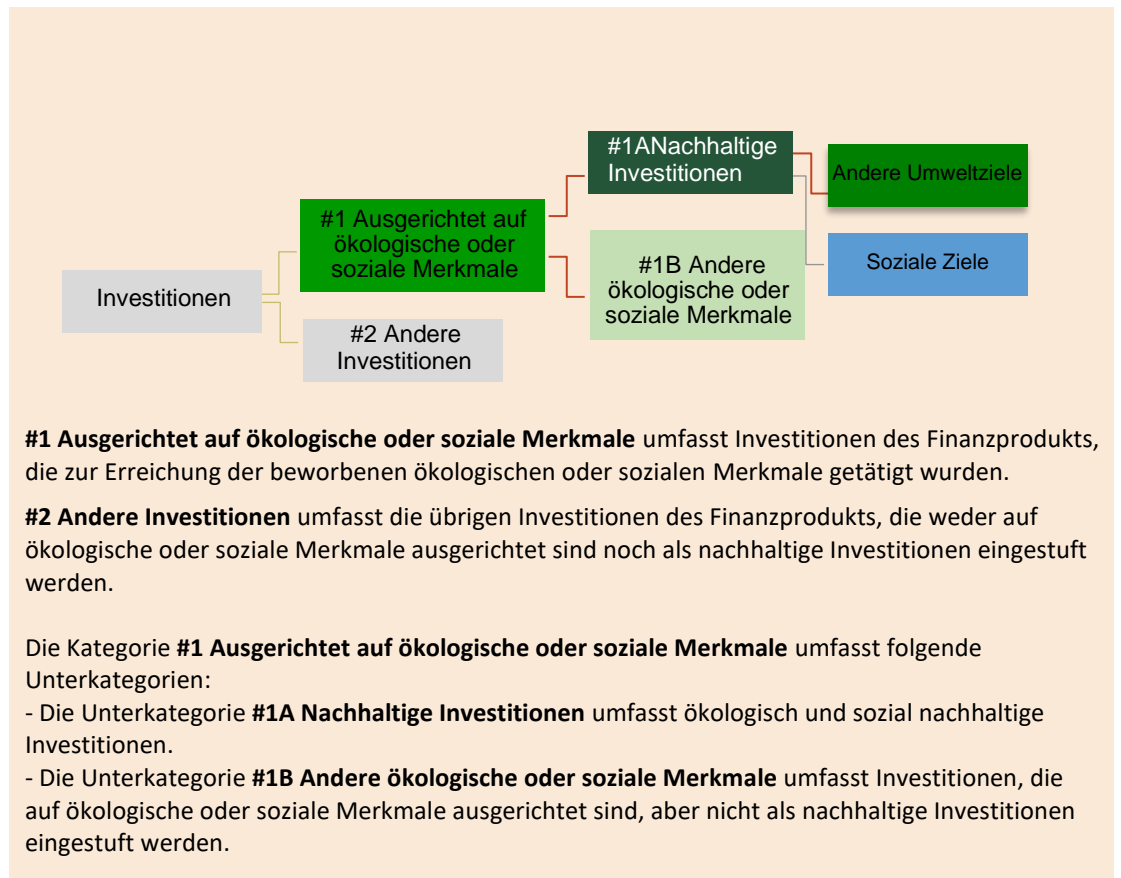 #1ANachhaltige
Investitionen
Andere Umweltziele
#1 Ausgerichtet auf
ökologische oder
soziale Merkmale
Soziale Ziele
#1B Andere
ökologische oder
soziale Merkmale
Investitionen
#2 Andere
Investitionen
#1 Ausgerichtet auf ökologische oder soziale Merkmale umfasst Investitionen des Finanzprodukts,
die zur Erreichung der beworbenen ökologischen oder sozialen Merkmale getätigt wurden.
#2 Andere Investitionen umfasst die übrigen Investitionen des Finanzprodukts, die weder auf
ökologische oder soziale Merkmale ausgerichtet sind noch als nachhaltige Investitionen eingestuft
werden.
Die Kategorie #1 Ausgerichtet auf ökologische oder soziale Merkmale umfasst folgende
Unterkategorien:
- Die Unterkategorie #1A Nachhaltige Investitionen umfasst ökologisch und sozial nachhaltige
Investitionen.
- Die Unterkategorie #1B Andere ökologische oder soziale Merkmale umfasst Investitionen, die
auf ökologische oder soziale Merkmale ausgerichtet sind, aber nicht als nachhaltige Investitionen
eingestuft werden.